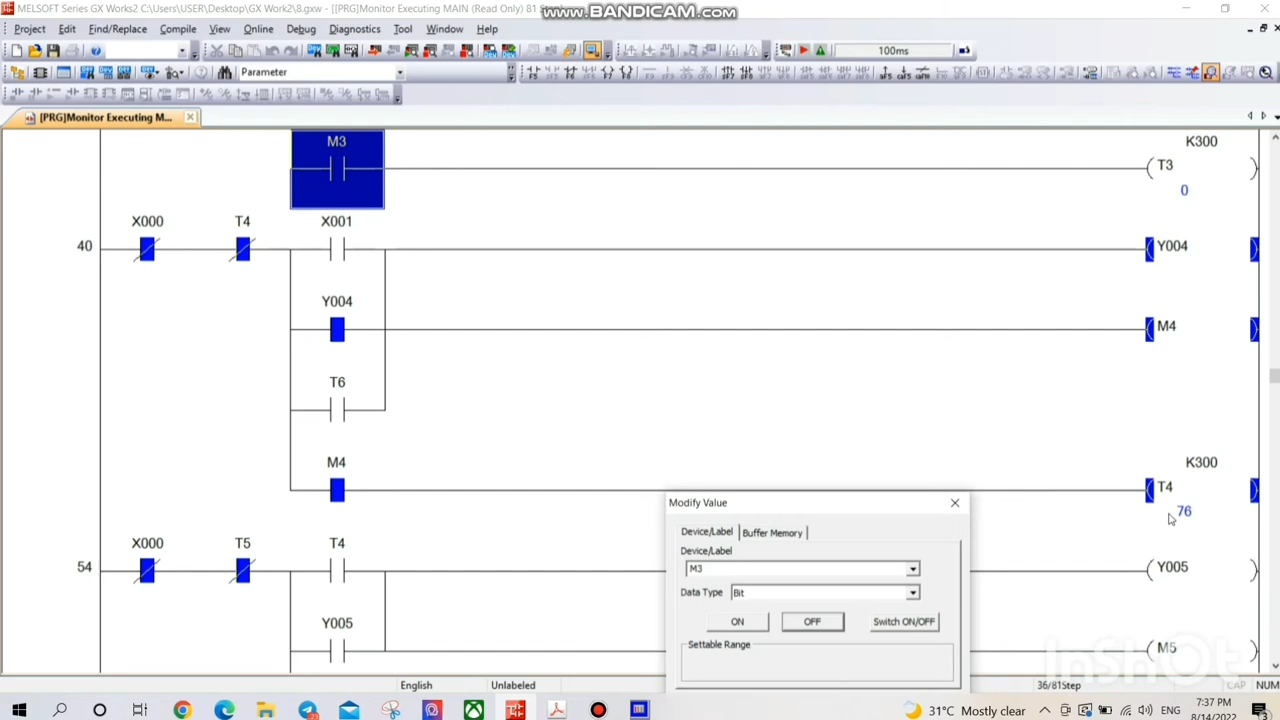 MELSOFT Series GX Works2 C:\USERS\USER\Desktop\GX Work2\8.gxw - [[PRG]Monitor Executing MAIN (Read Only) 81 S
www.BANDICAM.com
Project Edit Find/Replace Compile View Online Debug Diagnostics Tool Window Help
100ms
Parameter
[PRG]Monitor Executing M...
M3
K300
T3
0
X000 T4 X001
40
Y004
Y004
M4
T6
M4
K300
T4
76
X000 T5 T4
54
Y005
Y005
M5
Modify Value
Device/Label Buffer Memory
Device/Label
M3
Data Type Bit
ON OFF Switch ON/OFF
Settable Range
InShOt
English Unlabeled 36/81Step CAP NUM
31°C Mostly clear ENG 7:37 PM
8/14/2022